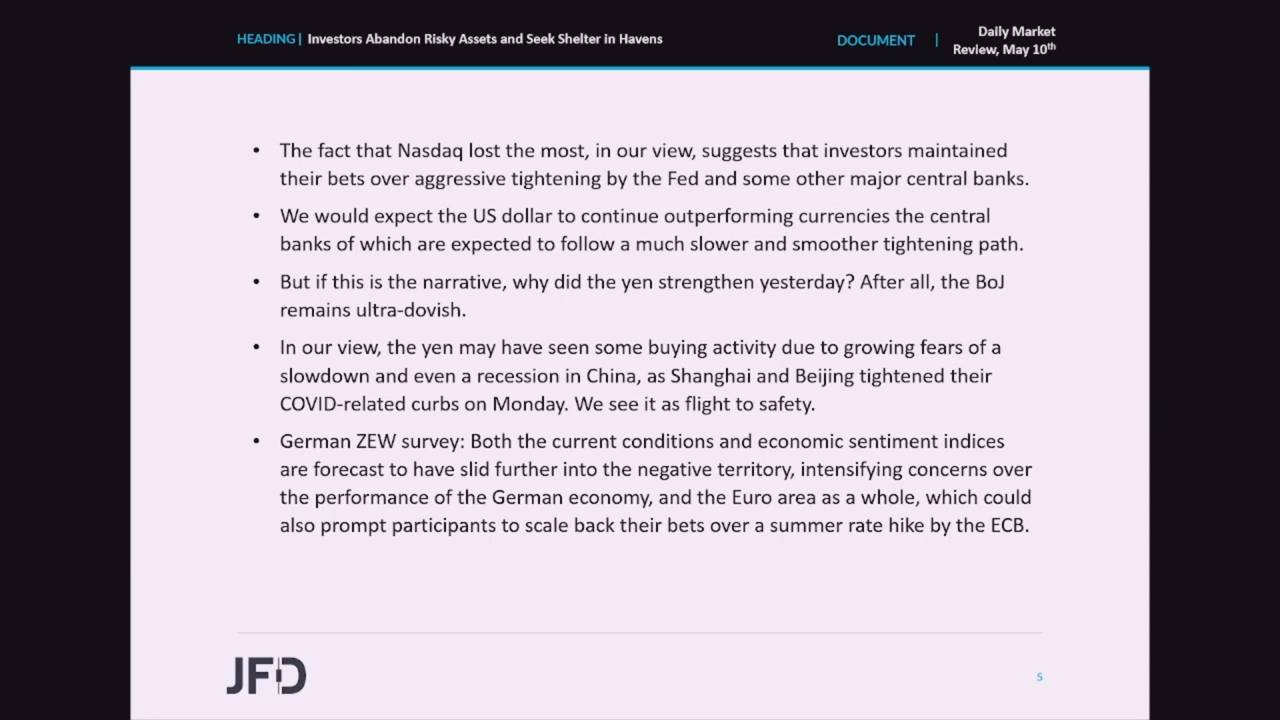 HEADING| Investors Abandon Risky Assets and Seek Shelter in Havens
DOCUMENT | Daily Market
Review, May 10th
• The fact that Nasdaq lost the most, in our view, suggests that investors maintained
their bets over aggressive tightening by the Fed and some other major central banks.
• We would expect the US dollar to continue outperforming currencies the central
banks of which are expected to follow a much slower and smoother tightening path.
• But if this is the narrative, why did the yen strengthen yesterday? After all, the BoJ
remains ultra-dovish.
• In our view, the yen may have seen some buying activity due to growing fears of a
slowdown and even a recession in China, as Shanghai and Beijing tightened their
COVID-related curbs on Monday. We see it as flight to safety.
• German ZEW survey: Both the current conditions and economic sentiment indices
are forecast to have slid further into the negative territory, intensifying concerns over
the performance of the German economy, and the Euro area as a whole, which could
also prompt participants to scale back their bets over a summer rate hike by the ECB.
JFD
5